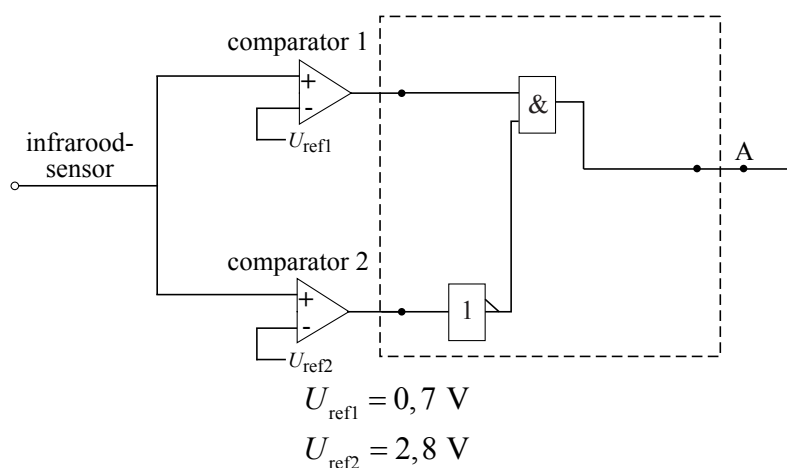 comparator 1
+
-
U_ref1
&
infrarood-
sensor
A
comparator 2
+
-
U_ref2
1
U_ref1 = 0,7 V
U_ref2 = 2,8 V